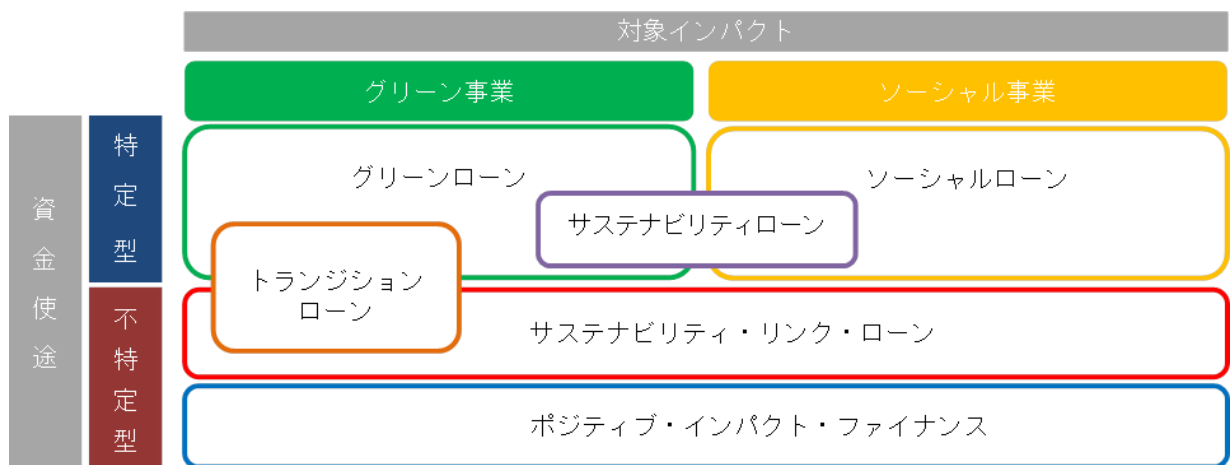 対象インパクト
グリーン事業
ソーシャル事業
資金使途
特定型
グリーンローン
ソーシャルローン
サステナビリティローン
トランジション
ローン
不特定型
サステナビリティ・リンク・ローン
ポジティブ・インパクト・ファイナンス